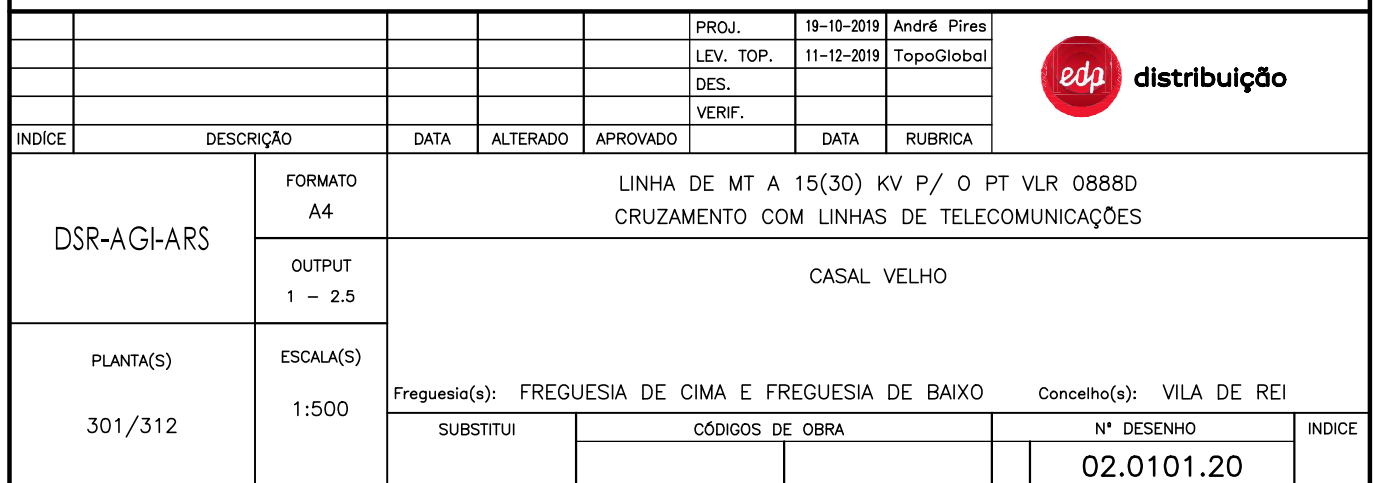 PROJ. 19-10-2019 André Pires
LEV. TOP. 11-12-2019 TopoGlobal
DES.
VERIF.
edp distribuição
INDÍCE DESCRIÇÃO DATA ALTERADO APROVADO DATA RUBRICA
DSR-AGI-ARS
FORMATO
A4
OUTPUT
1 - 2.5
LINHA DE MT A 15(30) KV P/ O PT VLR 0888D
CRUZAMENTO COM LINHAS DE TELECOMUNICAÇÕES
CASAL VELHO
PLANTA(S)
301/312
ESCALA(S)
1:500
Freguesia(s): FREGUESIA DE CIMA E FREGUESIA DE BAIXO Concelho(s): VILA DE REI
SUBSTITUI CÓDIGOS DE OBRA Nº DESENHO INDICE
02.0101.20